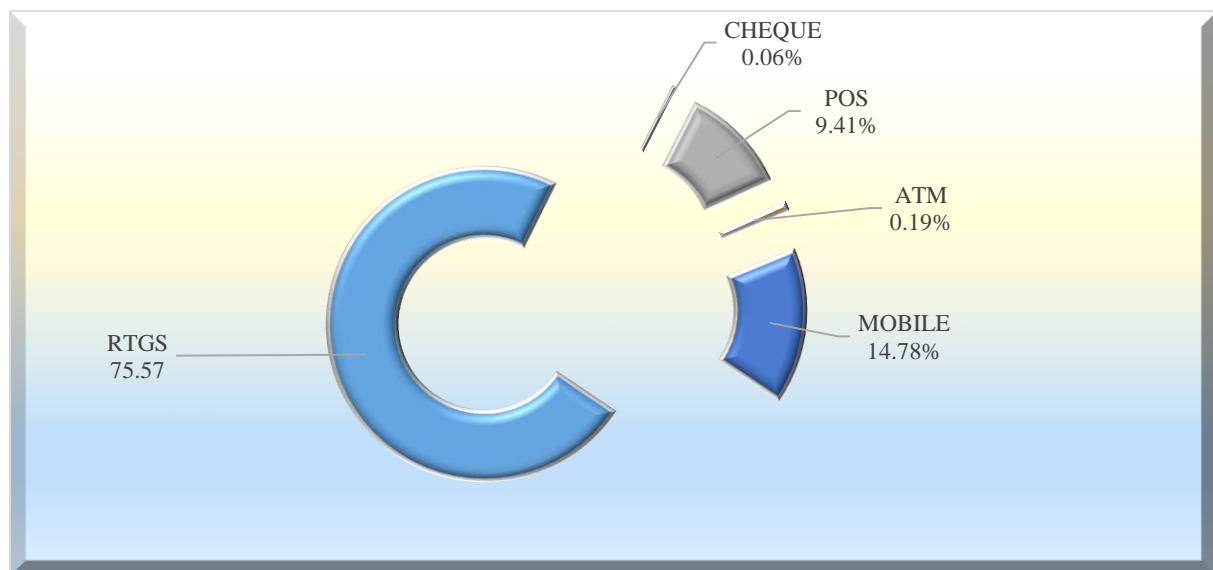 CHEQUE
0.06%
POS
9.41%
ATM
0.19%
MOBILE
14.78%
RTGS
75.57